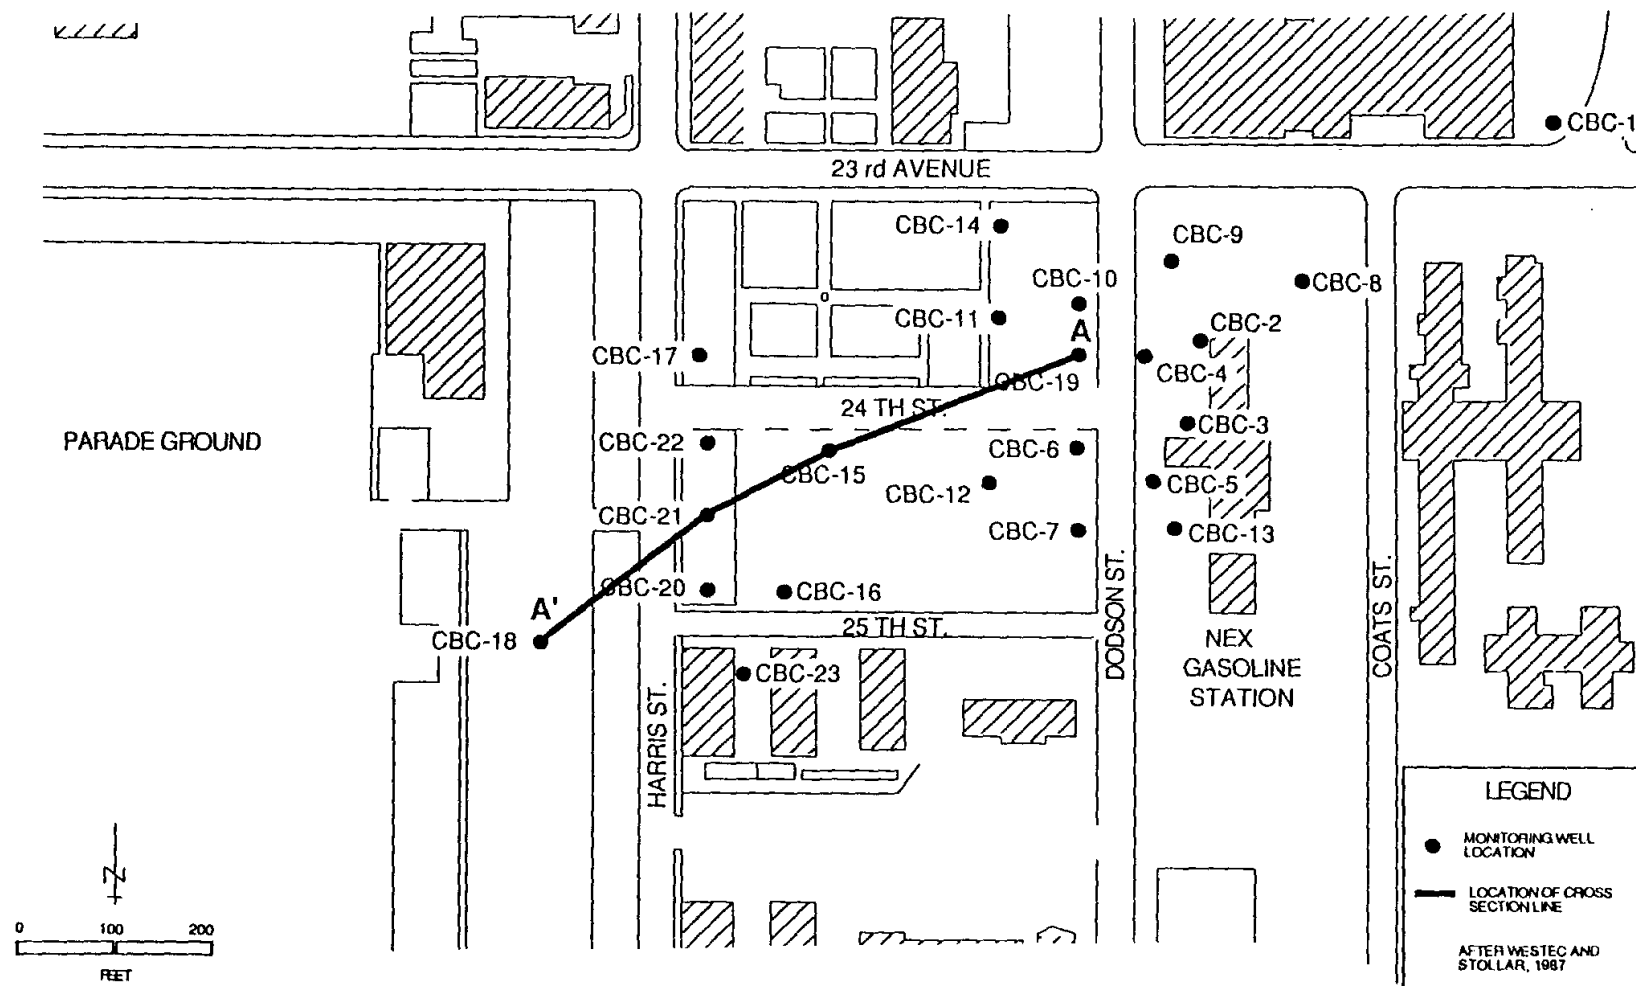 CBC-1
23 rd AVENUE
CBC-14
CBC-9
CBC-10
CBC-8
CBC-11
A
CBC-2
CBC-17
CBC-4
CBC-19
24 TH ST.
CBC-3
PARADE GROUND
CBC-22
CBC-6
CBC-15
CBC-12
CBC-5
CBC-21
CBC-7
CBC-13
CBC-20
CBC-16
A'
25 TH ST.
CBC-18
DODSON ST.
COATS ST.
NEX
GASOLINE
STATION
CBC-23
HARRIS ST.
LEGEND
MONITORING WELL
LOCATION
LOCATION OF CROSS
SECTION LINE
AFTER WESTEC AND
STOLLAR, 1987
N
0 100 200
FEET